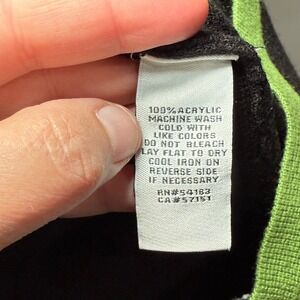 100% ACRYLIC
MACHINE WASH
COLD WITH
LIKE COLORS
DO NOT BLEACH
LAY FLAT TO DRY
COOL IRON ON
REVERSE SIDE
IF NECESSARY
RN#54163
CA#57151